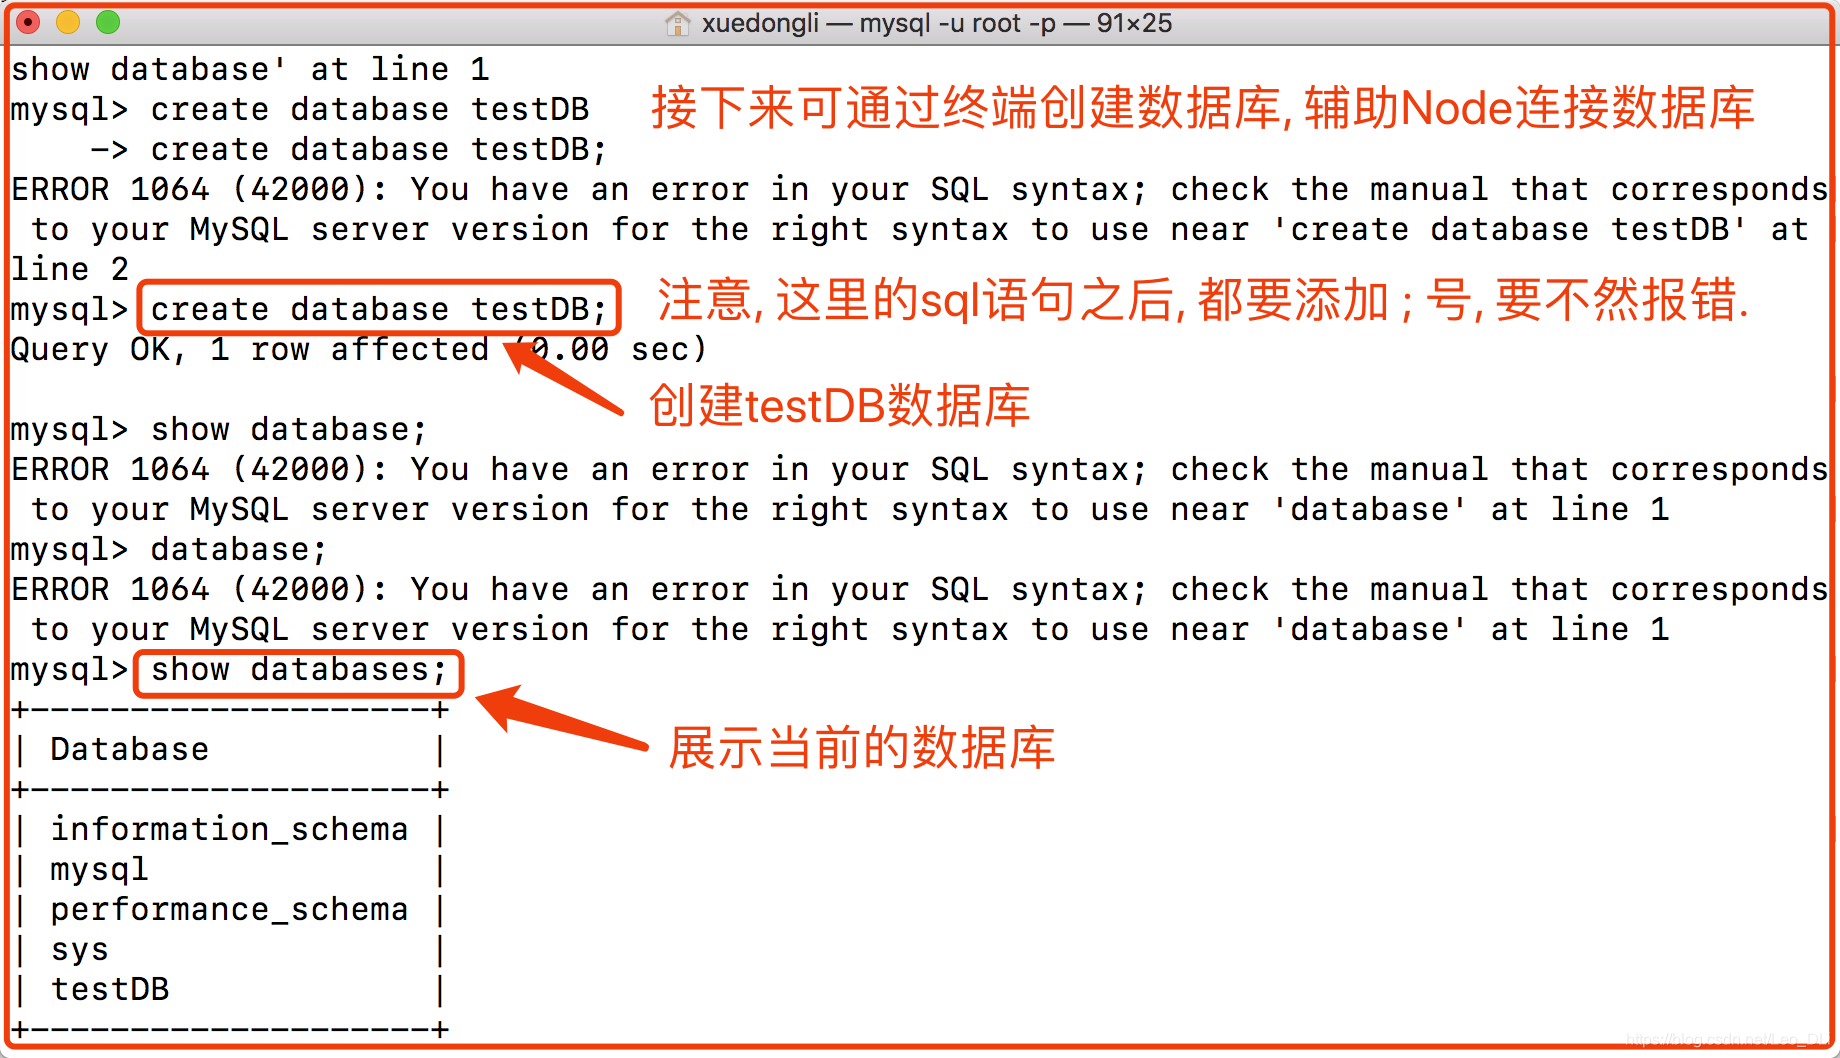 xuedongli — mysql -u root -p — 91×25
show database' at line 1
mysql> create database testDB
接下来可通过终端创建数据库, 辅助Node连接数据库
-> create database testDB;
ERROR 1064 (42000): You have an error in your SQL syntax; check the manual that corresponds
to your MySQL server version for the right syntax to use near 'create database testDB' at
line 2
mysql> create database testDB;
注意, 这里的sql语句之后, 都要添加 ; 号, 要不然报错.
Query OK, 1 row affected (0.00 sec)
创建testDB数据库
mysql> show database;
ERROR 1064 (42000): You have an error in your SQL syntax; check the manual that corresponds
to your MySQL server version for the right syntax to use near 'database' at line 1
mysql> database;
ERROR 1064 (42000): You have an error in your SQL syntax; check the manual that corresponds
to your MySQL server version for the right syntax to use near 'database' at line 1
mysql> show databases;
+--------------------+
展示当前的数据库
| Database           |
+--------------------+
| information_schema |
| mysql              |
| performance_schema |
| sys                |
| testDB             |
+--------------------+